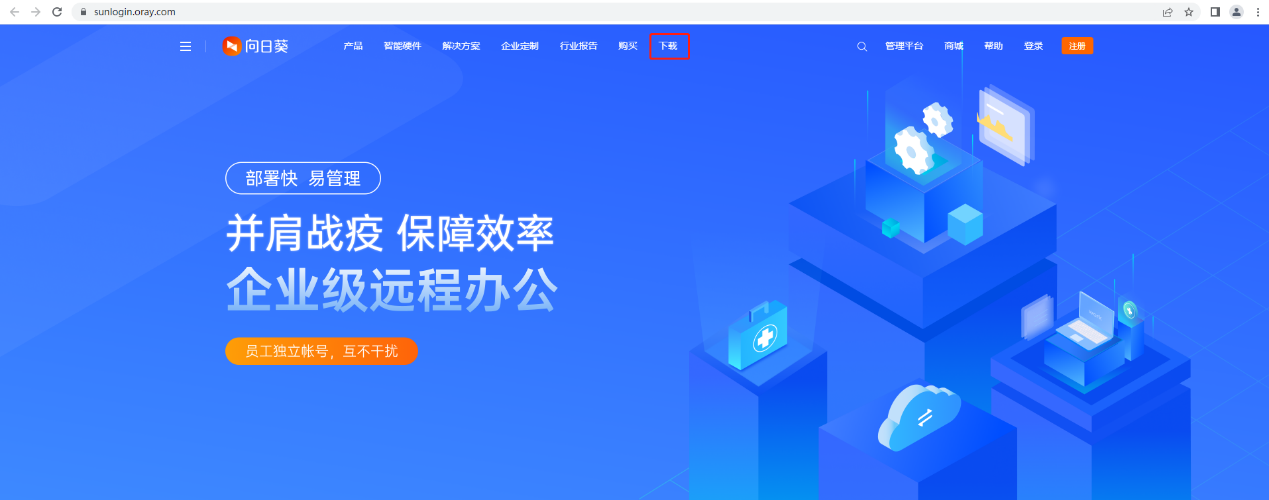 sunlogin.oray.com
向日葵 产品 智能硬件 解决方案 企业定制 行业报告 购买 下载 管理平台 商城 帮助 登录 注册
部署快 易管理
并肩战疫 保障效率
企业级远程办公
员工独立帐号，互不干扰